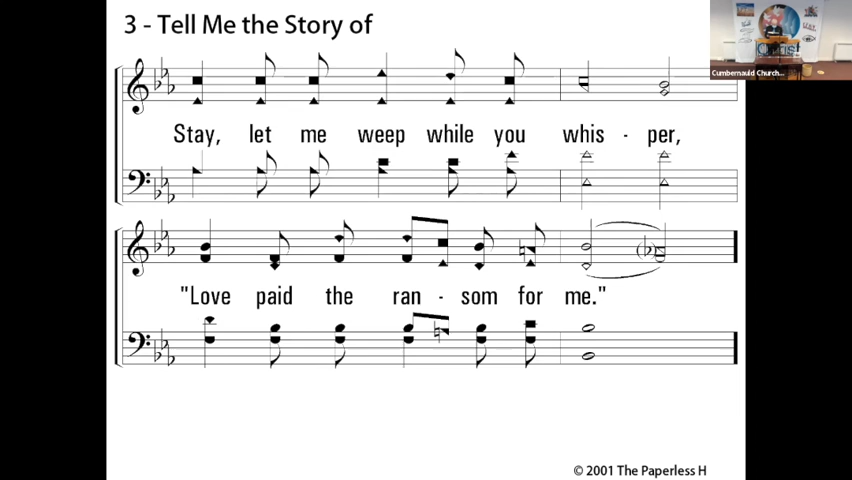 3 - Tell Me the Story of
Cumbernauld Church...
Stay, let me weep while you whis - per,
"Love paid the ran - som for me."
© 2001 The Paperless H